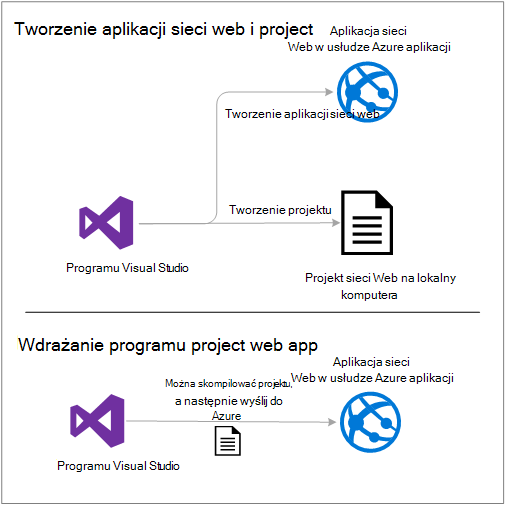 Tworzenie aplikacji sieci web i project
Aplikacja sieci
Web w usłudze Azure aplikacji
Tworzenie aplikacji sieci web
Tworzenie projektu
Programu Visual Studio
Projekt sieci Web na lokalny
komputera
Wdrażanie programu project web app
Aplikacja sieci
Web w usłudze Azure aplikacji
Można skompilować projektu,
a następnie wyślij do
Azure
Programu Visual Studio